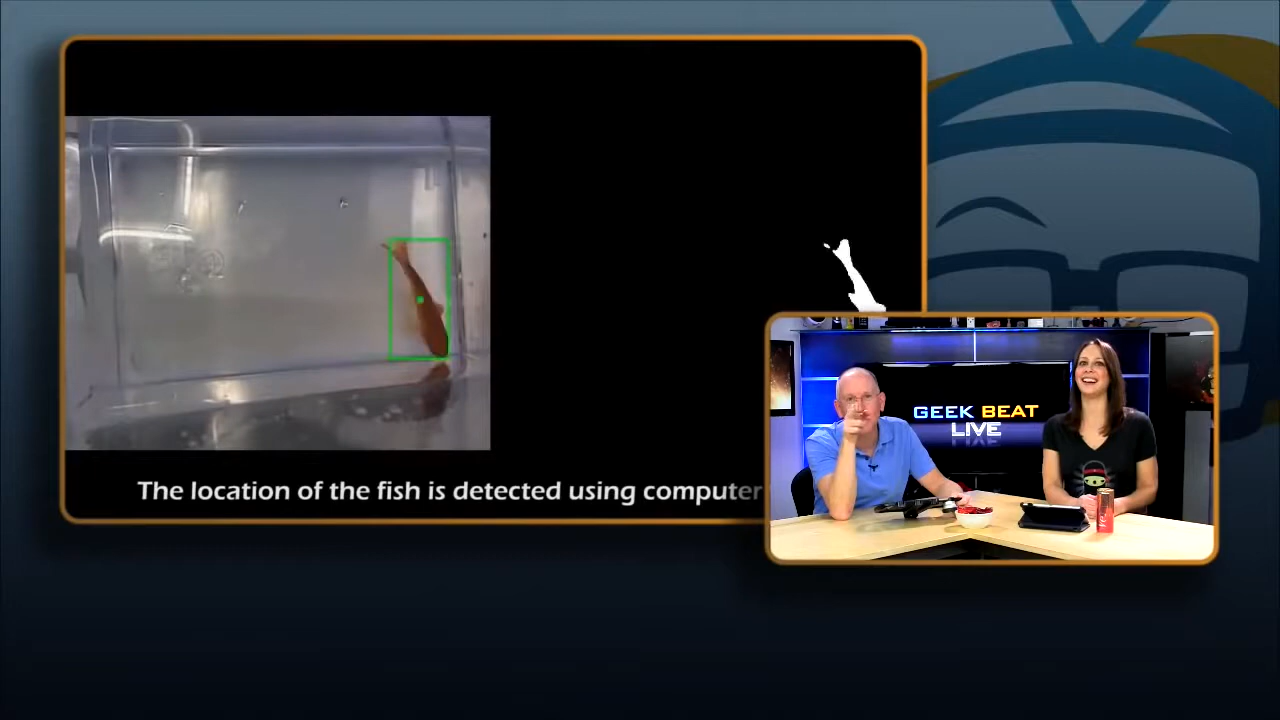 The location of the fish is detected using computer
GEEK BEAT
LIVE